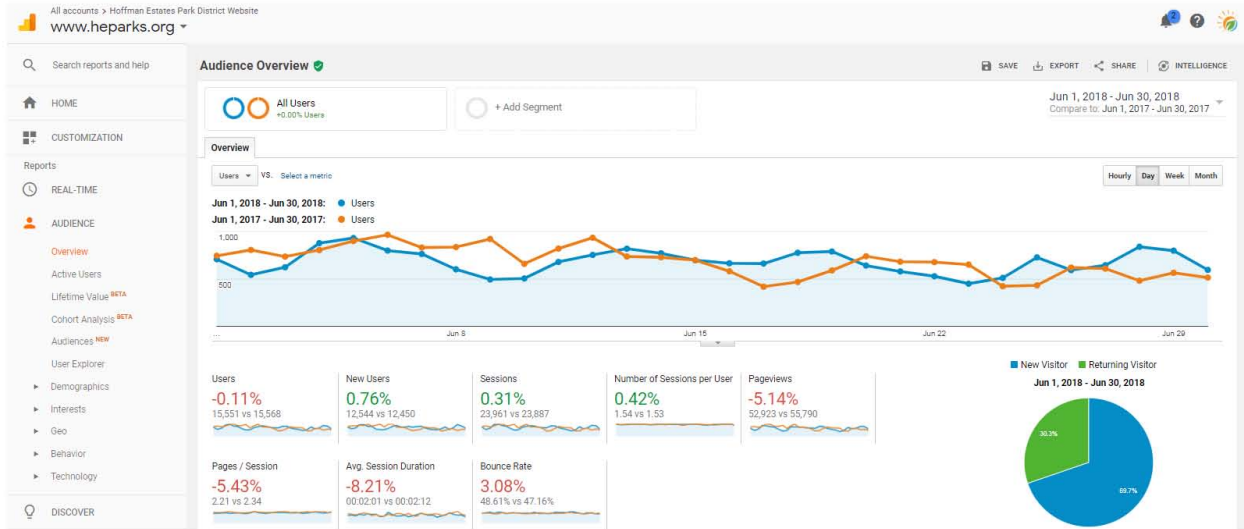 All accounts > Hoffman Estates Park District Website
www.heparks.org
2
Search reports and help
Audience Overview
SAVE
EXPORT
SHARE
INTELLIGENCE
HOME
All Users
+0.00% Users
+ Add Segment
Jun 1, 2018 - Jun 30, 2018
Compare to: Jun 1, 2017 - Jun 30, 2017
CUSTOMIZATION
Overview
Reports
REAL-TIME
Users
VS.
Select a metric
Hourly
Day
Week
Month
AUDIENCE
Jun 1, 2018 - Jun 30, 2018:
Users
Jun 1, 2017 - Jun 30, 2017:
Users
Overview
Active Users
Lifetime Value BETA
Cohort Analysis BETA
Audiences NEW
User Explorer
Demographics
Interests
Geo
Behavior
Technology
DISCOVER
1,000
500
...
Jun 8
Jun 15
Jun 22
Jun 29
Users
-0.11%
15,551 vs 15,568
New Users
0.76%
12,544 vs 12,450
Sessions
0.31%
23,961 vs 23,887
Number of Sessions per User
0.42%
1.54 vs 1.53
Pageviews
-5.14%
52,923 vs 55,790
Pages / Session
-5.43%
2.21 vs 2.34
Avg. Session Duration
-8.21%
00:02:01 vs 00:02:12
Bounce Rate
3.08%
48.61% vs 47.16%
New Visitor
Returning Visitor
Jun 1, 2018 - Jun 30, 2018
30.3%
69.7%